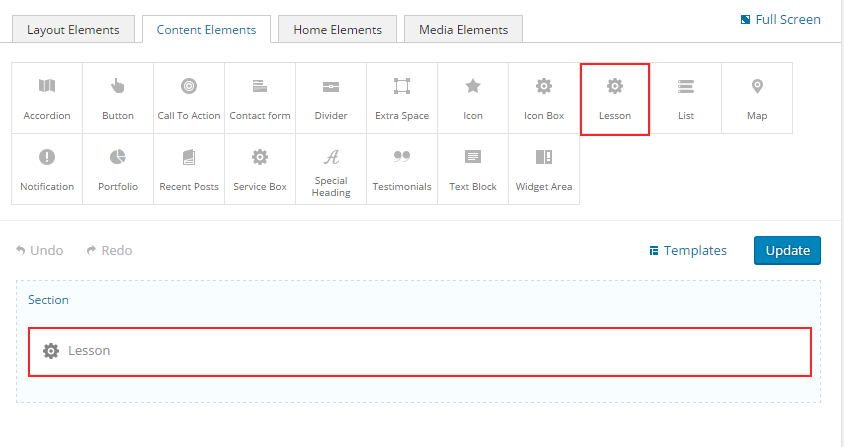 Full Screen
Layout Elements Content Elements Home Elements Media Elements
Accordion Button Call To Action Contact form Divider Extra Space Icon Icon Box Lesson List Map
Notification Portfolio Recent Posts Service Box Special Heading Testimonials Text Block Widget Area
Undo Redo Templates Update
Section
Lesson